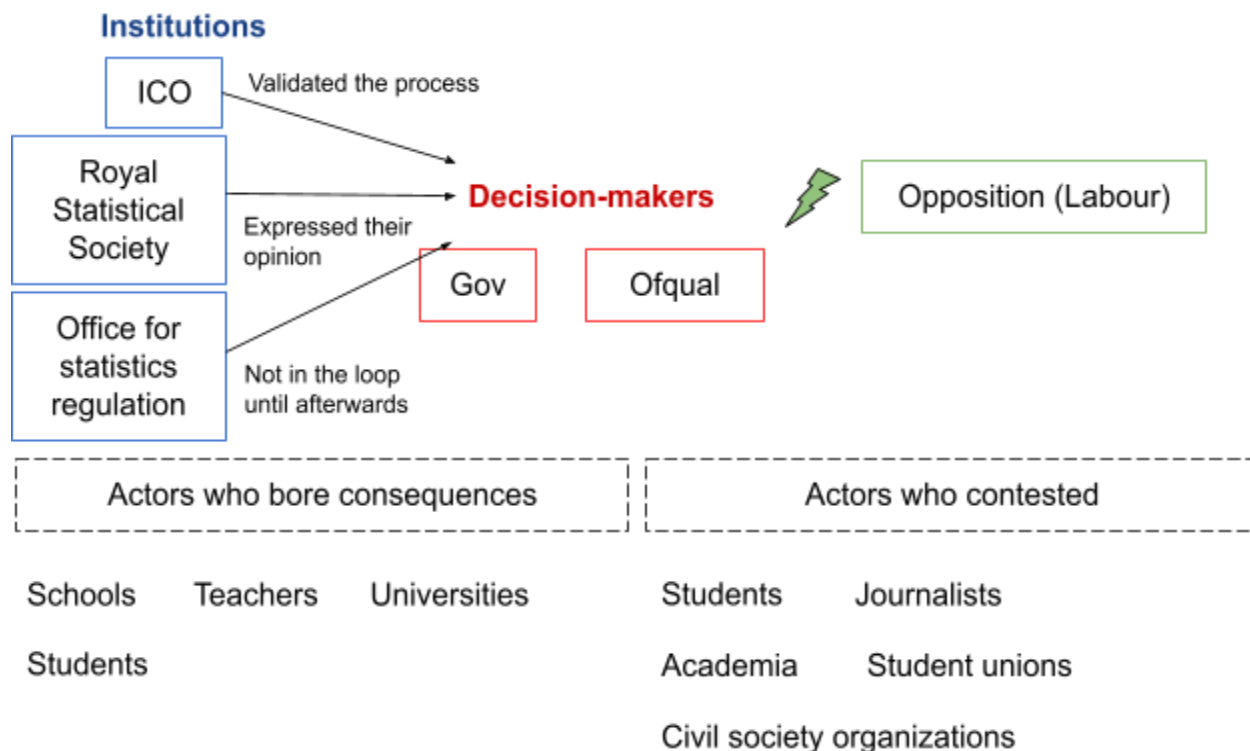 Institutions
ICO
Validated the process
Royal
Statistical
Society
Expressed their
opinion
Decision-makers
Opposition (Labour)
Gov
Ofqual
Office for
statistics
regulation
Not in the loop
until afterwards
Actors who bore consequences
Actors who contested
Schools
Teachers
Universities
Students
Students
Journalists
Academia
Student unions
Civil society organizations